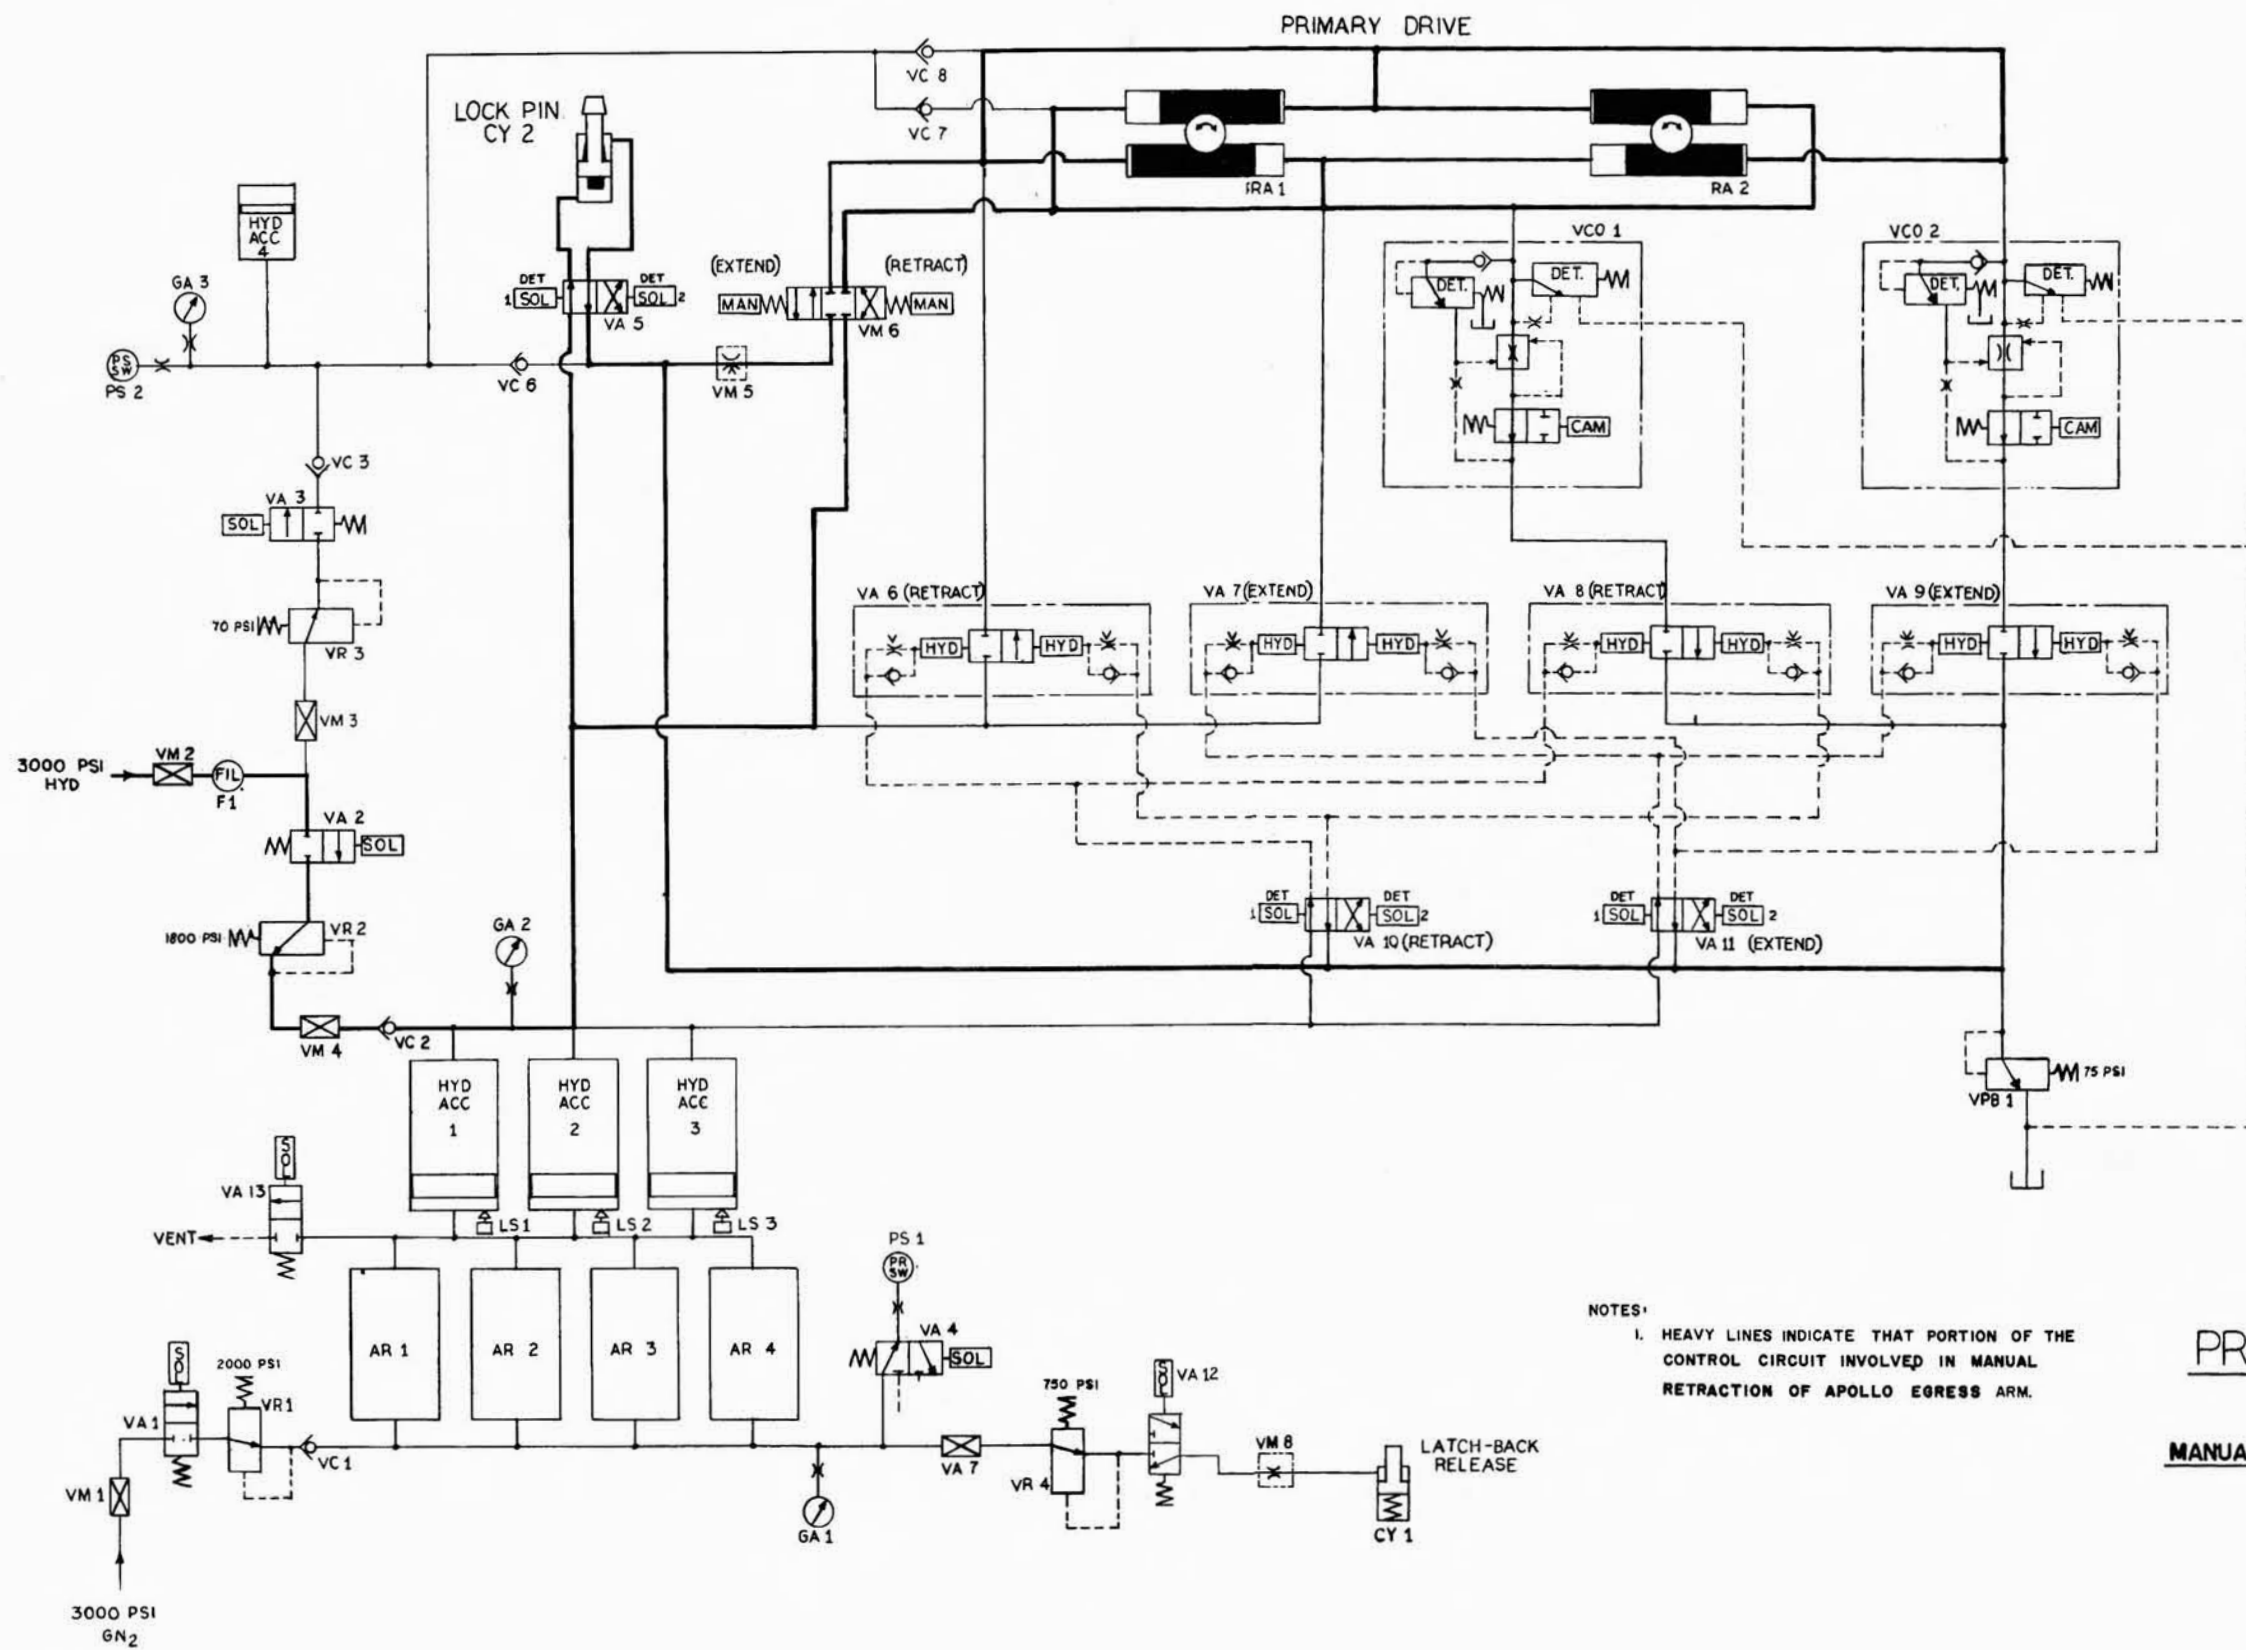 PRIMARY DRIVE
VC 8
VC 7
LOCK PIN
CY 2
RA 1
RA 2
HYD
ACC
4
GA 3
PS
SW
PS 2
DET
1 SOL
DET
SOL 2
VA 5
(EXTEND)
(RETRACT)
MAN
MAN
VM 6
VC 6
VM 5
VCO 1
DET.
DET.
CAM
VCO 2
DET.
DET.
CAM
VC 3
VA 3
SOL
70 PSI
VR 3
VM 3
VA 6 (RETRACT)
HYD
HYD
VA 7 (EXTEND)
HYD
HYD
VA 8 (RETRACT)
HYD
HYD
VA 9 (EXTEND)
HYD
HYD
3000 PSI
HYD
VM 2
FIL
F1
VA 2
SOL
1800 PSI
VR 2
GA 2
DET
1 SOL
DET
SOL 2
VA 10 (RETRACT)
DET
1 SOL
DET
SOL 2
VA 11 (EXTEND)
VM 4
VC 2
75 PSI
VPB 1
HYD
ACC
1
HYD
ACC
2
HYD
ACC
3
LS 1
LS 2
LS 3
SOL
VA 13
VENT
AR 1
AR 2
AR 3
AR 4
PS 1
PR
SW
VA 4
SOL
SOL
VA 1
2000 PSI
VR 1
VC 1
VM 1
GA 1
VA 7
750 PSI
VR 4
SOL
VA 12
VM 8
LATCH-BACK
RELEASE
CY 1
3000 PSI
GN2
NOTES:
1. HEAVY LINES INDICATE THAT PORTION OF THE
CONTROL CIRCUIT INVOLVED IN MANUAL
RETRACTION OF APOLLO EGRESS ARM.
PR
MANUA